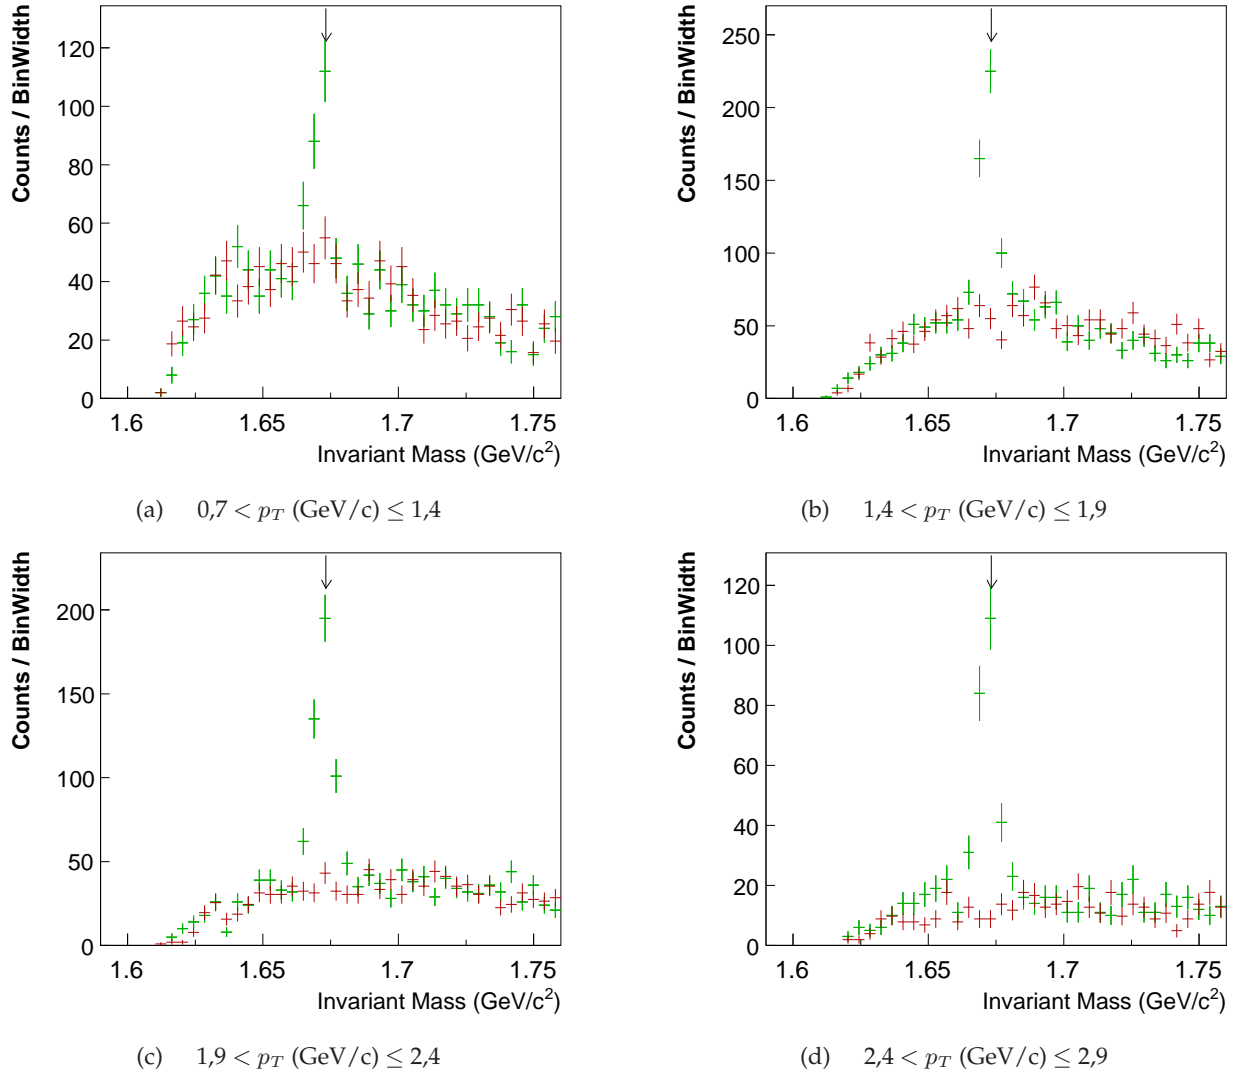 Counts / BinWidth
120
100
80
60
40
20
0
1.6 1.65 1.7 1.75
Invariant Mass (GeV/c²)
(a) 0,7 < p_T (GeV/c) ≤ 1,4
Counts / BinWidth
250
200
150
100
50
0
1.6 1.65 1.7 1.75
Invariant Mass (GeV/c²)
(b) 1,4 < p_T (GeV/c) ≤ 1,9
Counts / BinWidth
200
150
100
50
0
1.6 1.65 1.7 1.75
Invariant Mass (GeV/c²)
(c) 1,9 < p_T (GeV/c) ≤ 2,4
Counts / BinWidth
120
100
80
60
40
20
0
1.6 1.65 1.7 1.75
Invariant Mass (GeV/c²)
(d) 2,4 < p_T (GeV/c) ≤ 2,9